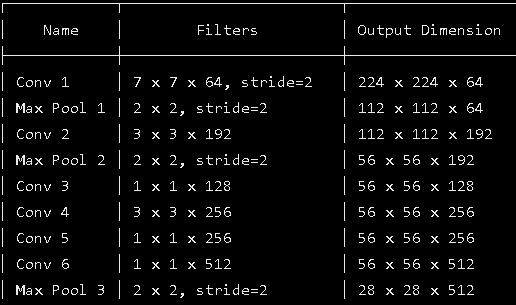 Name Filters Output Dimension
Conv 1 7 x 7 x 64, stride=2 224 x 224 x 64
Max Pool 1 2 x 2, stride=2 112 x 112 x 64
Conv 2 3 x 3 x 192 112 x 112 x 192
Max Pool 2 2 x 2, stride=2 56 x 56 x 192
Conv 3 1 x 1 x 128 56 x 56 x 128
Conv 4 3 x 3 x 256 56 x 56 x 256
Conv 5 1 x 1 x 256 56 x 56 x 256
Conv 6 1 x 1 x 512 56 x 56 x 512
Max Pool 3 2 x 2, stride=2 28 x 28 x 512